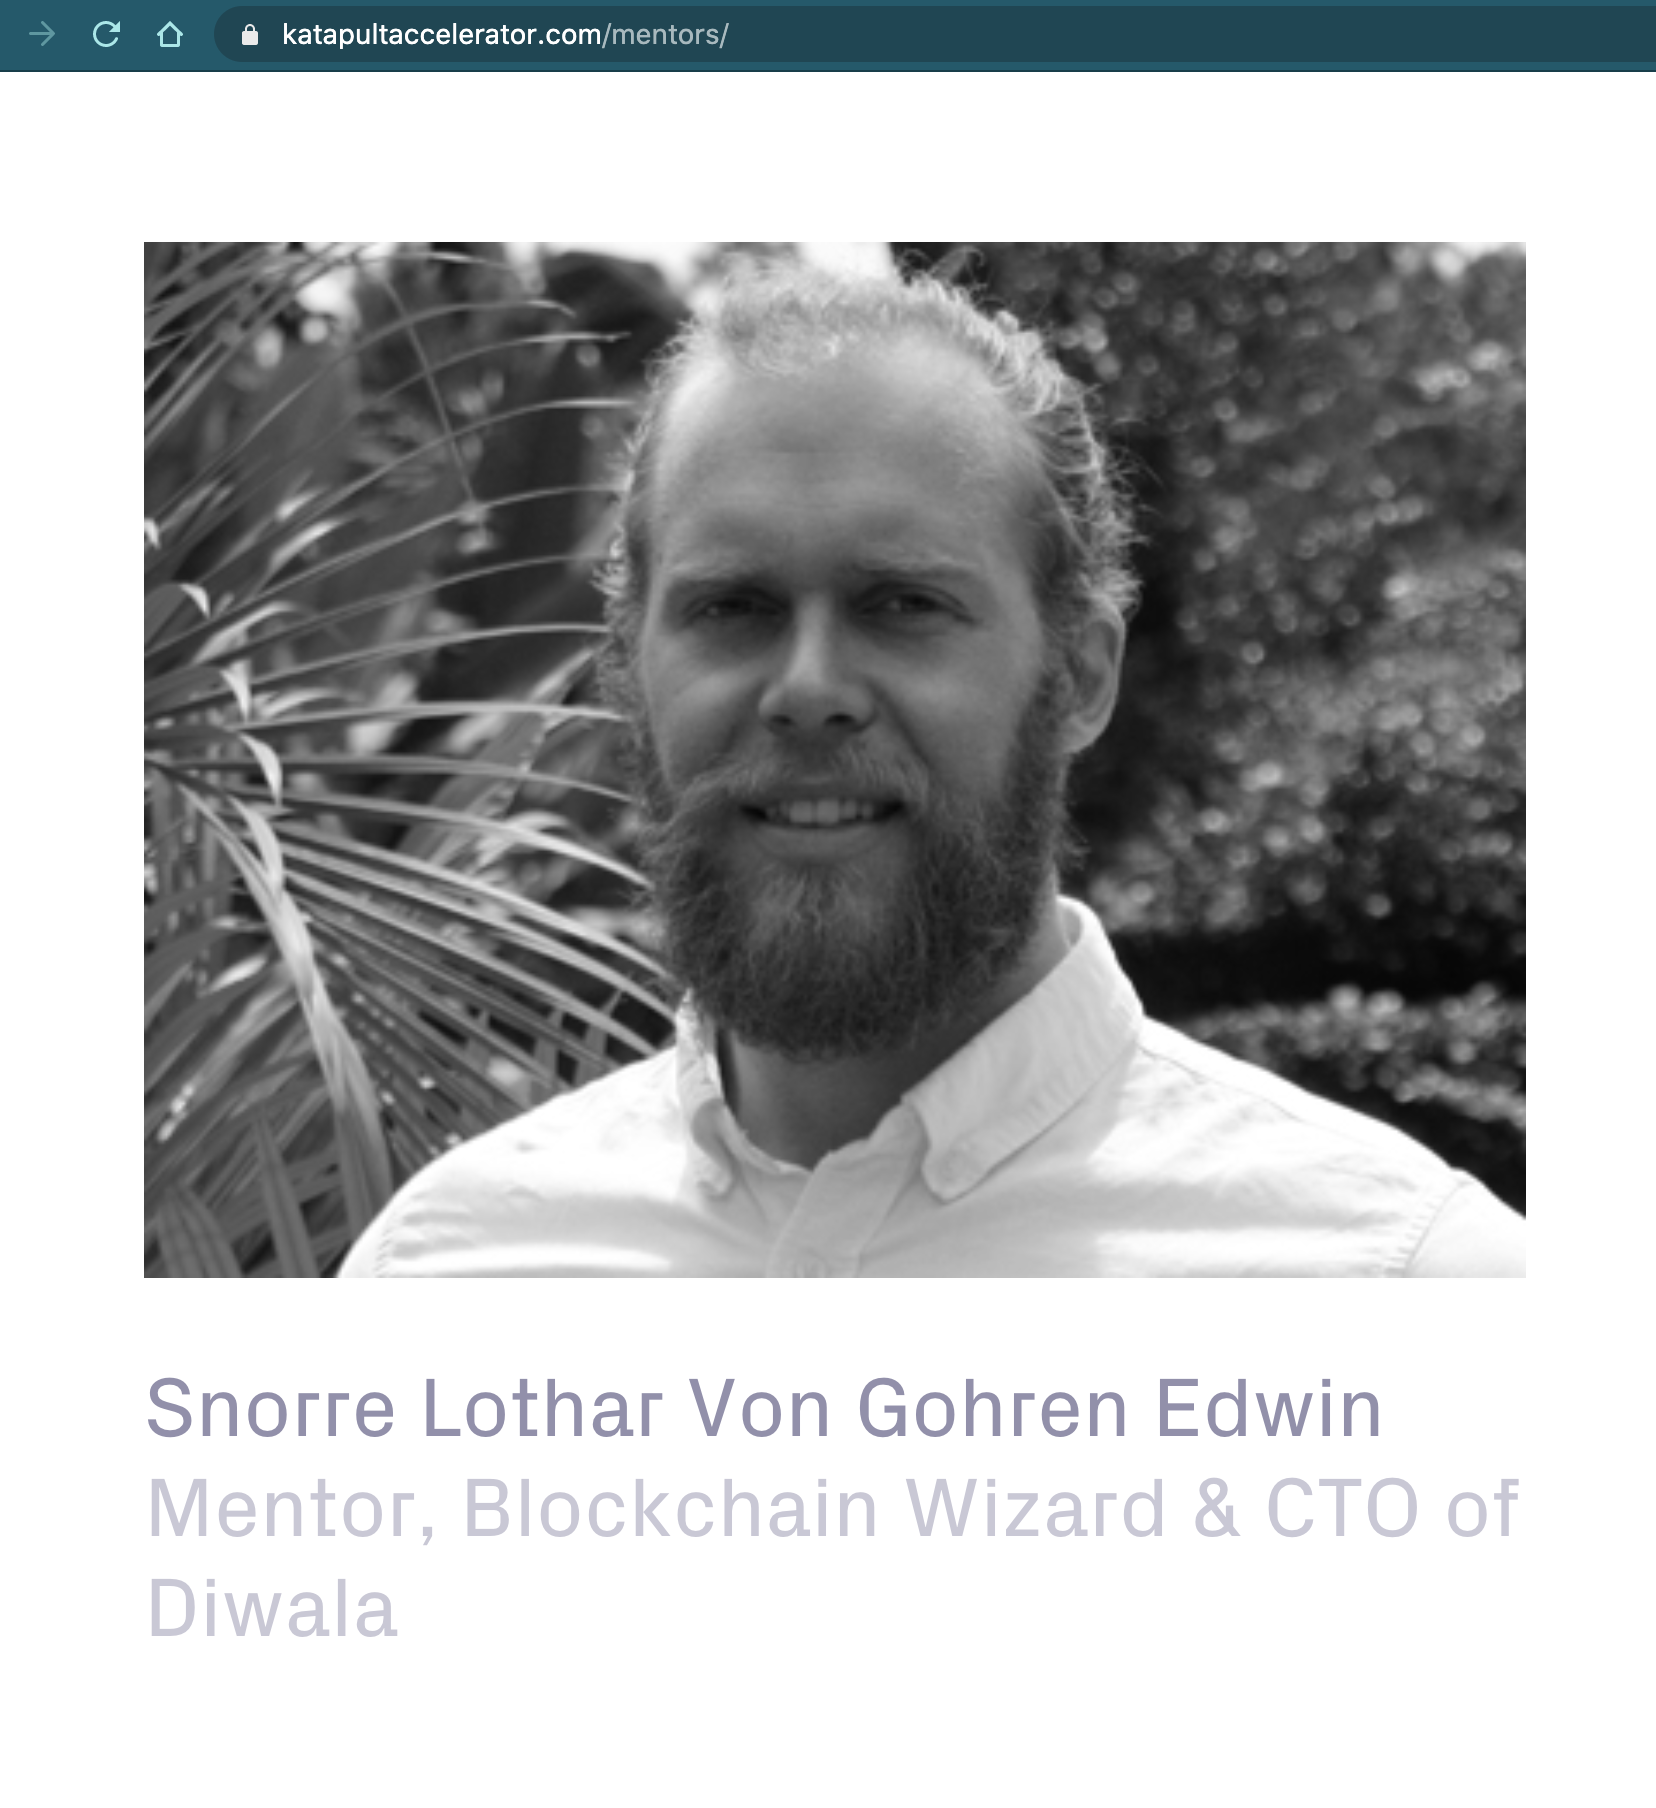 katapultaccelerator.com/mentors/
Snorre Lothar Von Gohren Edwin
Mentor, Blockchain Wizard & CTO of
Diwala